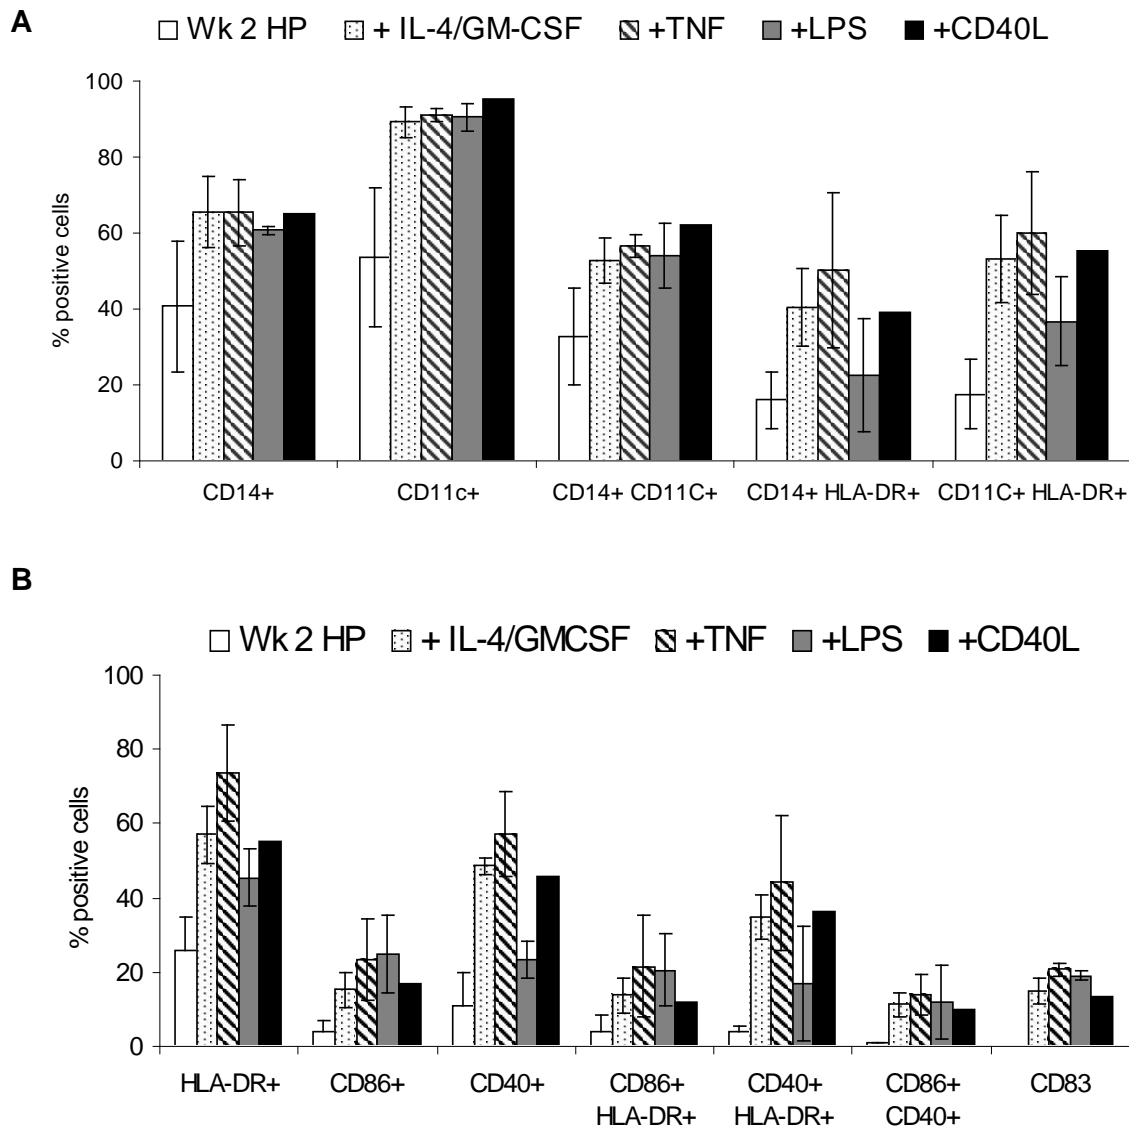 A
Wk 2 HP + IL-4/GM-CSF +TNF +LPS +CD40L
100
80
60
40
20
0
% positive cells
CD14+ CD11c+ CD14+ CD11C+ CD14+ HLA-DR+ CD11C+ HLA-DR+
B
Wk 2 HP + IL-4/GMCSF +TNF +LPS +CD40L
100
80
60
40
20
0
% positive cells
HLA-DR+ CD86+ CD40+ CD86+ CD40+ CD86+ CD83
HLA-DR+ HLA-DR+ CD40+